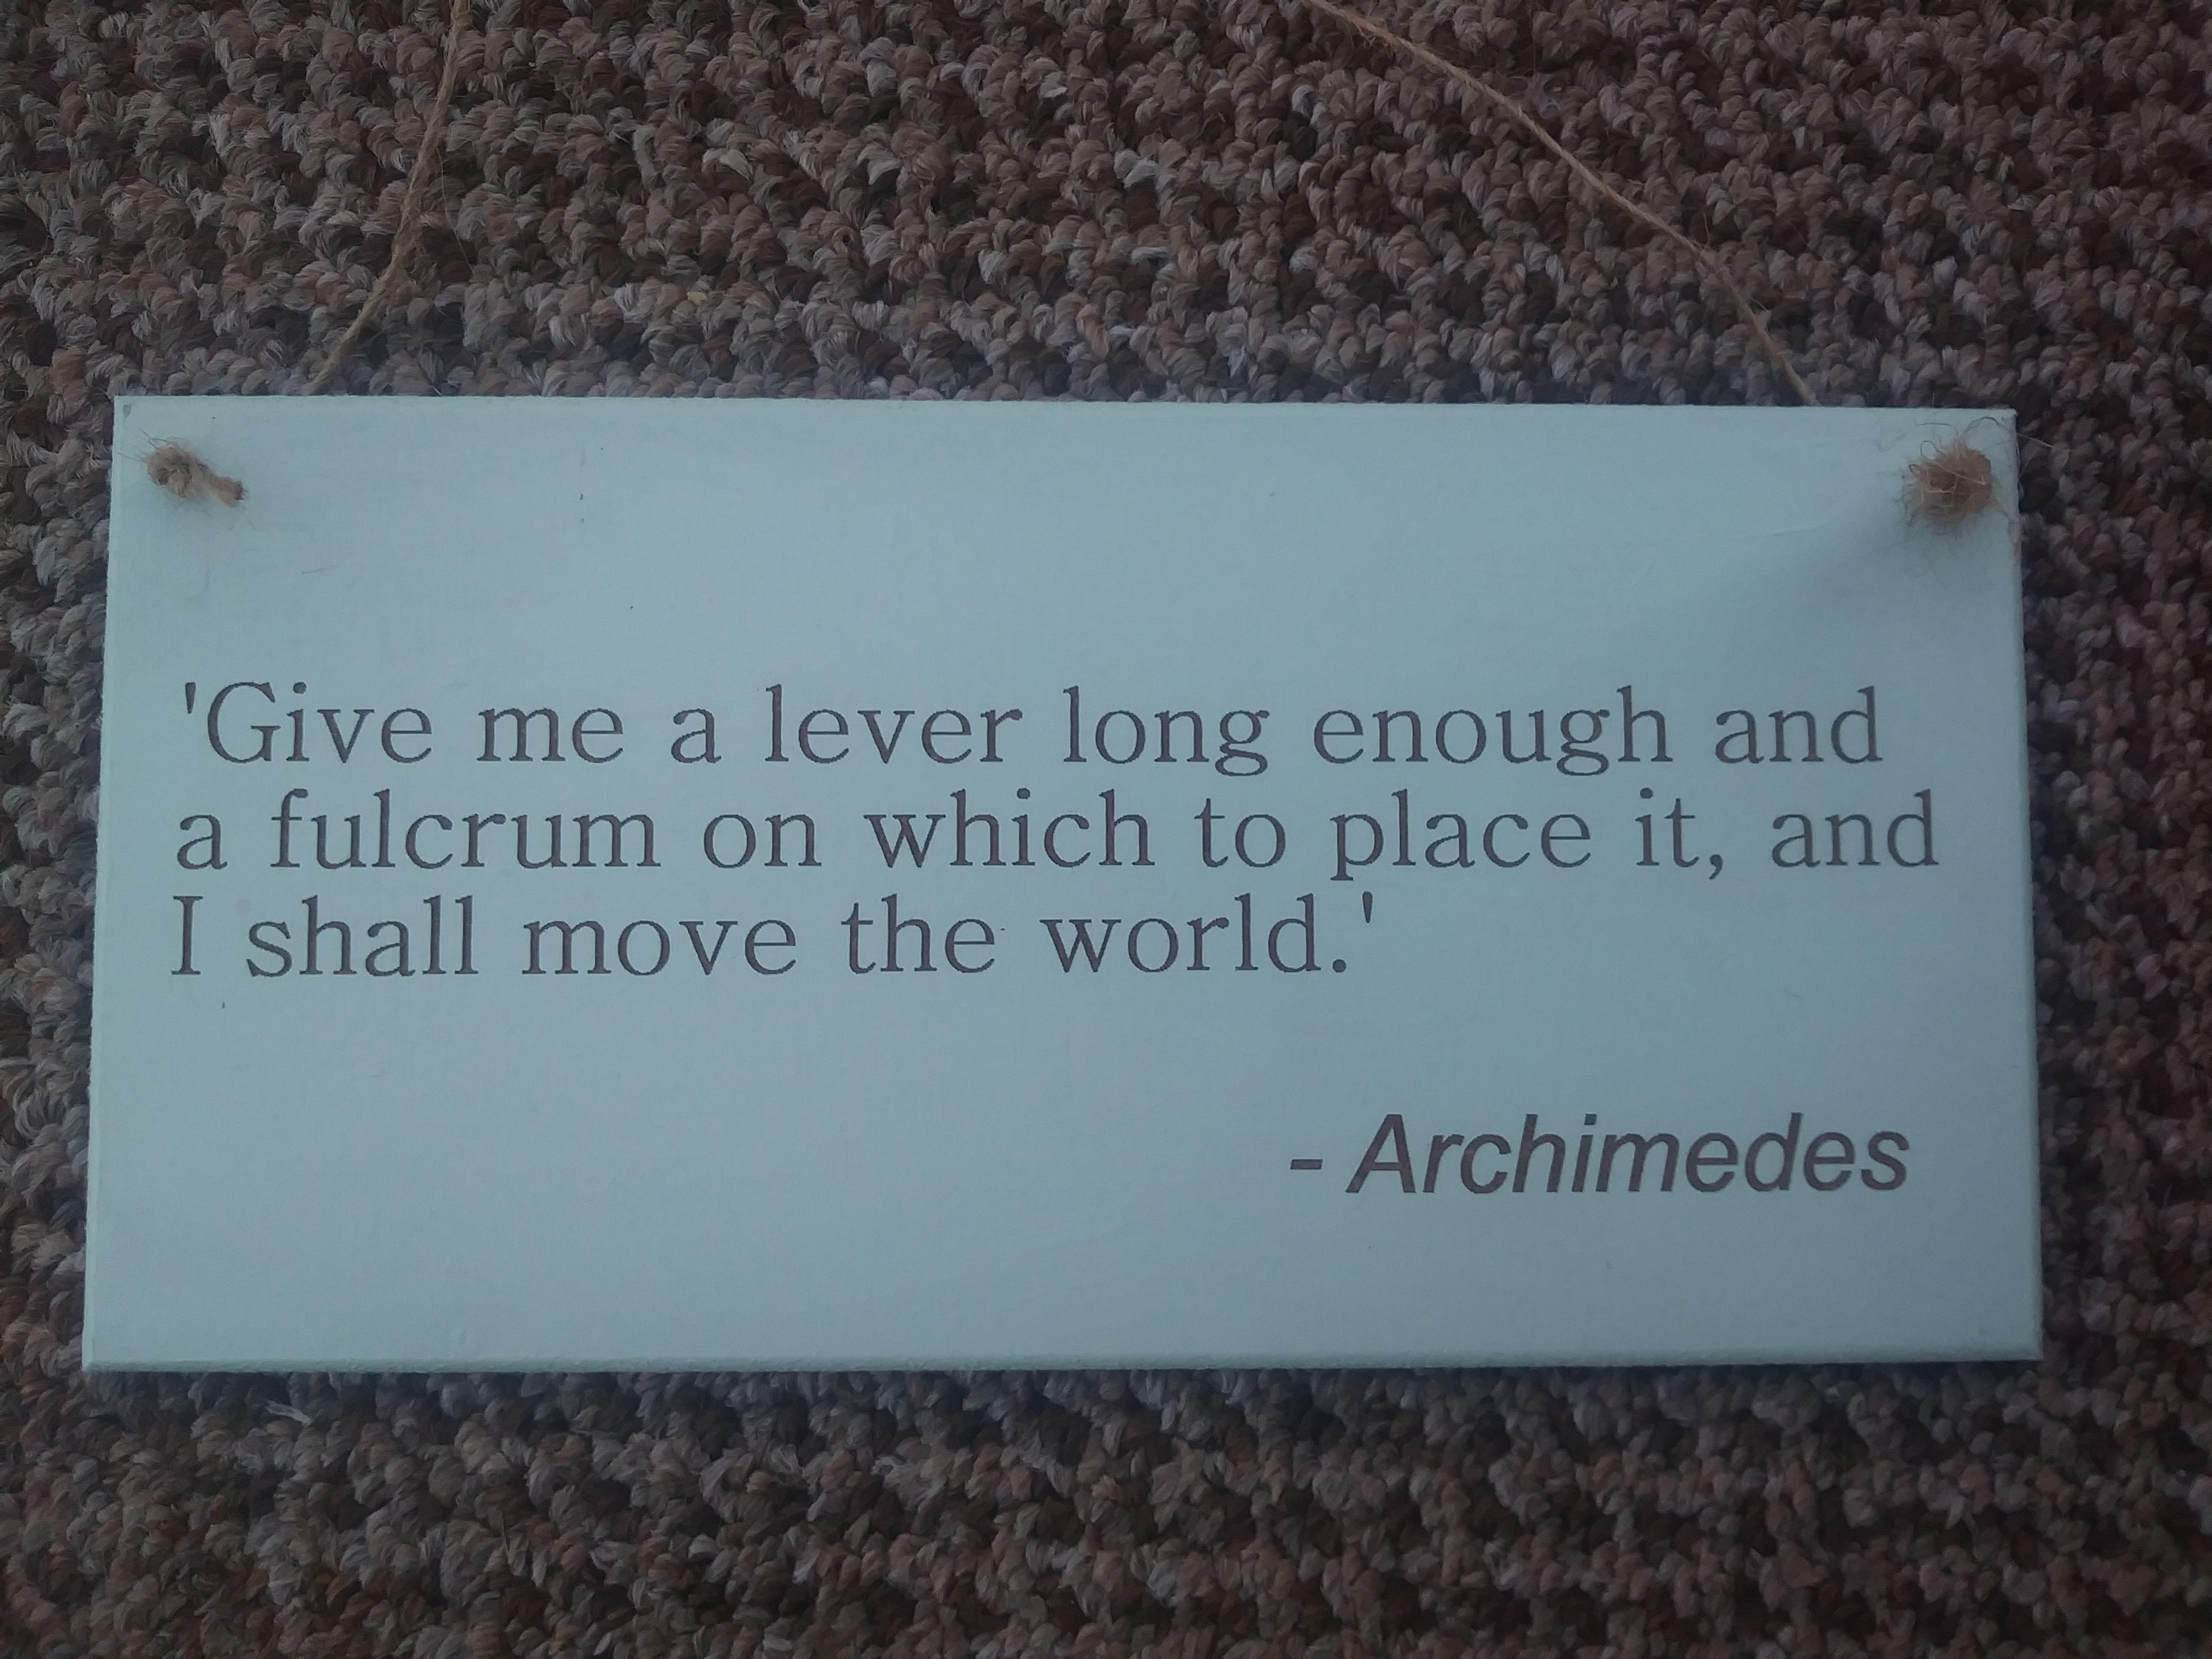 'Give me a lever long enough and
a fulcrum on which to place it, and
I shall move the world.'
- Archimedes